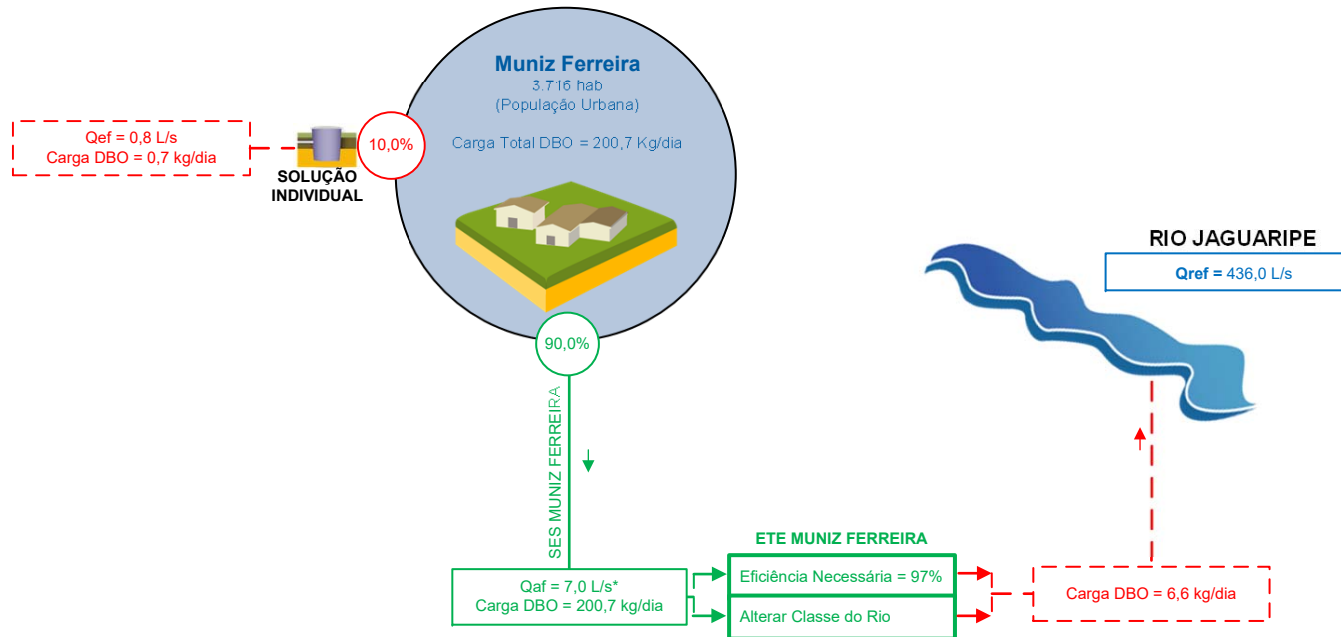 Muniz Ferreira
3.716 hab
(População Urbana)
Carga Total DBO = 200,7 Kg/dia
Qef = 0,8 L/s
Carga DBO = 0,7 kg/dia
10,0%
SOLUÇÃO
INDIVIDUAL
RIO JAGUARIPE
Qref = 436,0 L/s
90,0%
SES MUNIZ FERREIRA
ETE MUNIZ FERREIRA
Qaf = 7,0 L/s*
Carga DBO = 200,7 kg/dia
Eficiência Necessária = 97%
Alterar Classe do Rio
Carga DBO = 6,6 kg/dia